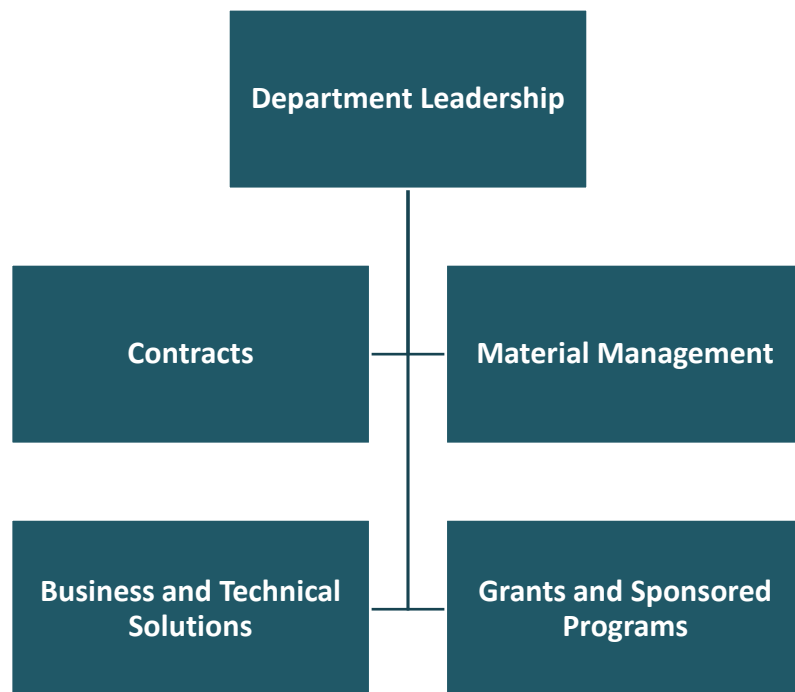 Department Leadership
Contracts
Material Management
Business and Technical
Solutions
Grants and Sponsored
Programs